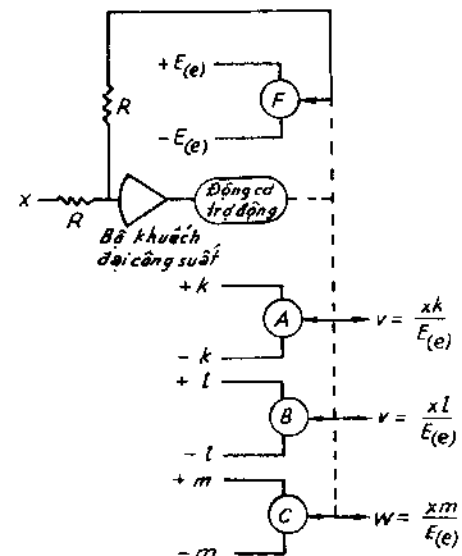 + E(e)
F
R
- E(e)
x
R
Động cơ
trợ động
Bộ khuếch
đại công suất
+ k
A
v = xk / E(e)
- k
+ l
B
v = xl / E(e)
- l
+ m
C
w = xm / E(e)
- m